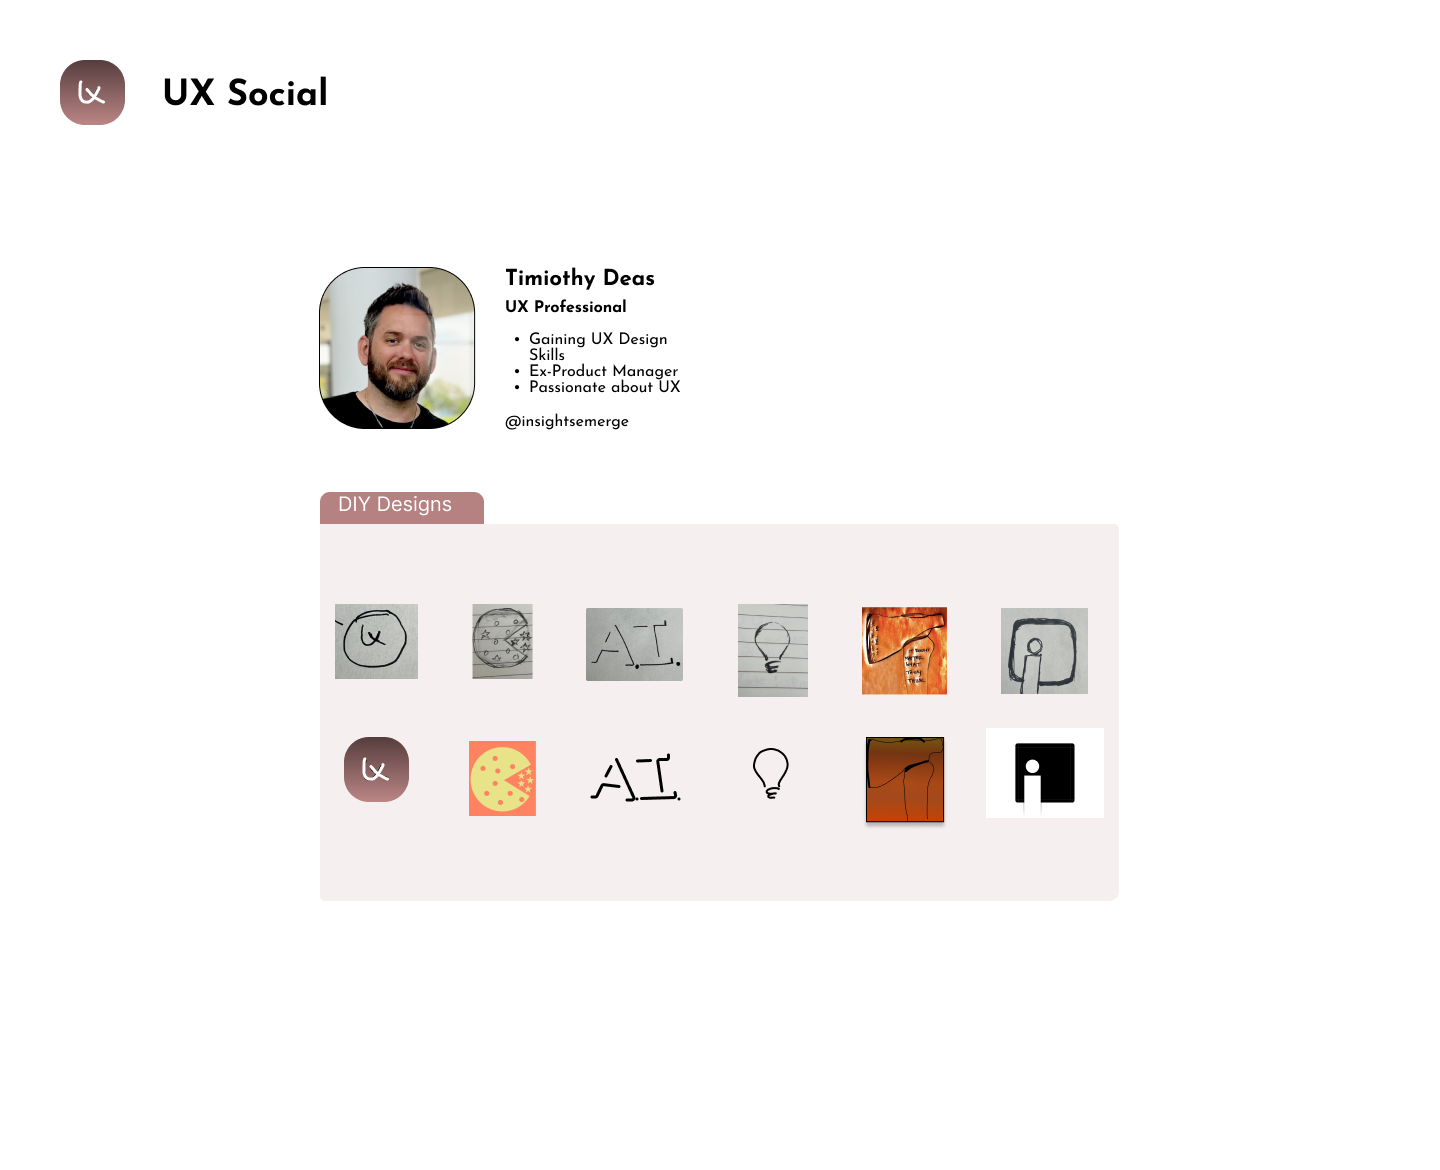 UX Social
Timiothy Deas
UX Professional
• Gaining UX Design
Skills
• Ex-Product Manager
• Passionate about UX
@insightsemerge
DIY Designs
ux
A.I.
ux
A.I.